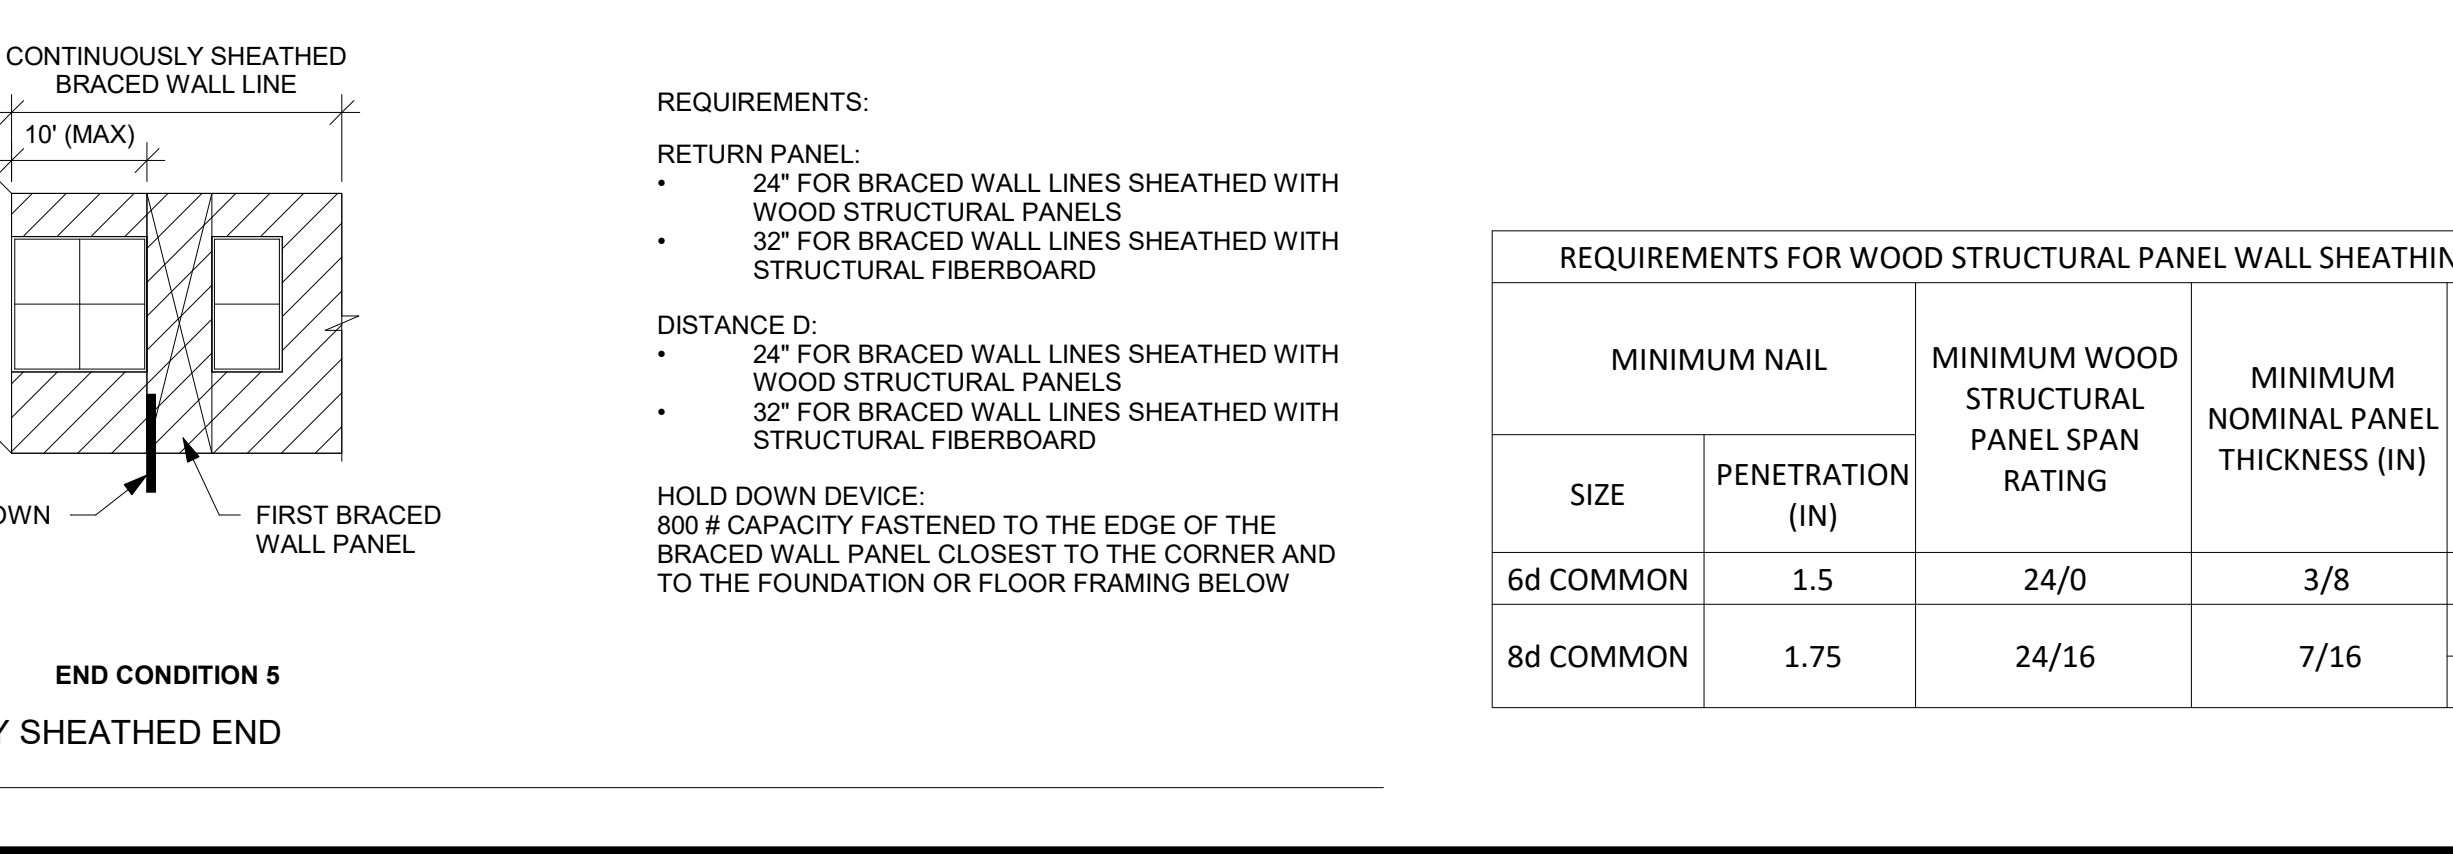 CONTINUOUSLY SHEATHED
BRACED WALL LINE
10' (MAX)
FIRST BRACED
WALL PANEL
END CONDITION 5
SHEATHED END
REQUIREMENTS:
RETURN PANEL:
• 24" FOR BRACED WALL LINES SHEATHED WITH
WOOD STRUCTURAL PANELS
• 32" FOR BRACED WALL LINES SHEATHED WITH
STRUCTURAL FIBERBOARD
DISTANCE D:
• 24" FOR BRACED WALL LINES SHEATHED WITH
WOOD STRUCTURAL PANELS
• 32" FOR BRACED WALL LINES SHEATHED WITH
STRUCTURAL FIBERBOARD
HOLD DOWN DEVICE:
800 # CAPACITY FASTENED TO THE EDGE OF THE
BRACED WALL PANEL CLOSEST TO THE CORNER AND
TO THE FOUNDATION OR FLOOR FRAMING BELOW
REQUIREMENTS FOR WOOD STRUCTURAL PANEL WALL SHEATHIN
MINIMUM NAIL
MINIMUM WOOD
STRUCTURAL
PANEL SPAN
RATING
MINIMUM
NOMINAL PANEL
THICKNESS (IN)
SIZE
PENETRATION
(IN)
6d COMMON 1.5 24/0 3/8
8d COMMON 1.75 24/16 7/16